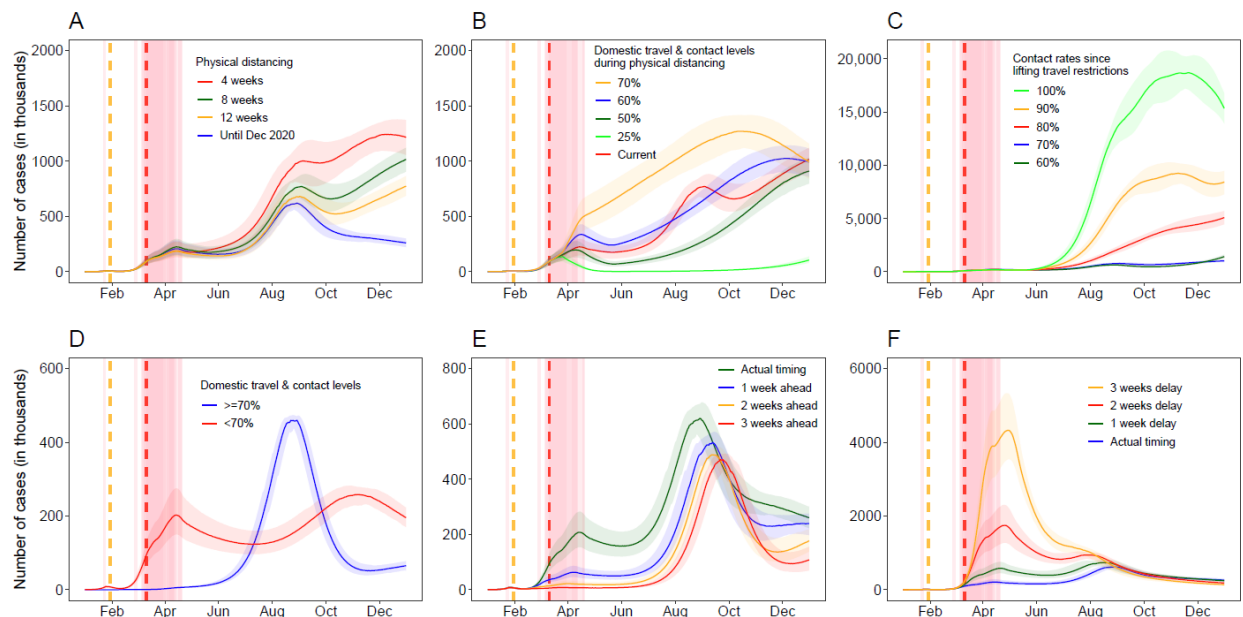 A
Number of cases (in thousands)
2000
1500
1000
500
0
Physical distancing
4 weeks
8 weeks
12 weeks
Until Dec 2020
Feb Apr Jun Aug Oct Dec
B
2000
1500
1000
500
0
Domestic travel & contact levels
during physical distancing
70%
60%
50%
25%
Current
Feb Apr Jun Aug Oct Dec
C
20,000
15,000
10,000
5,000
0
Contact rates since
lifting travel restrictions
100%
90%
80%
70%
60%
Feb Apr Jun Aug Oct Dec
D
Number of cases (in thousands)
600
400
200
0
Domestic travel & contact levels
>=70%
<70%
Feb Apr Jun Aug Oct Dec
E
800
600
400
200
0
Actual timing
1 week ahead
2 weeks ahead
3 weeks ahead
Feb Apr Jun Aug Oct Dec
F
6000
4000
2000
0
3 weeks delay
2 weeks delay
1 week delay
Actual timing
Feb Apr Jun Aug Oct Dec